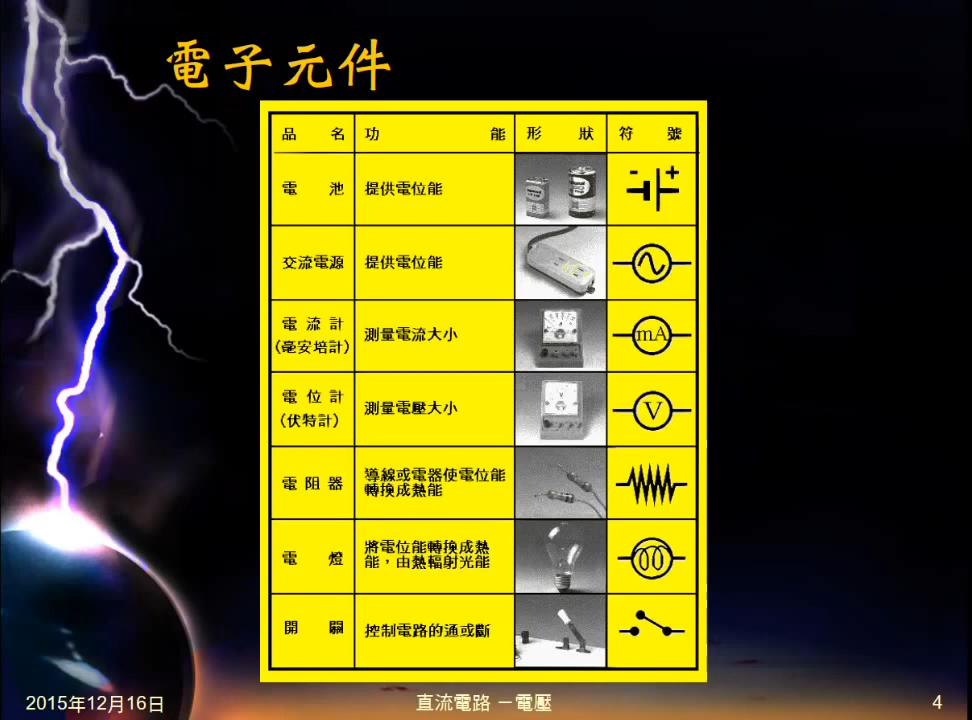 電子元件
品 名 功 能 形 狀 符 號
電 池 提供電位能 - +
交流電源 提供電位能
電 流 計
(毫安培計)
測量電流大小
mA
電 位 計
(伏特計)
測量電壓大小
V
電 阻 器
導線或電器使電位能
轉換成熱能
電 燈
將電位能轉換成熱
能，由熱輻射光能
開 關 控制電路的通或斷
2015年12月16日 直流電路 －電壓 4